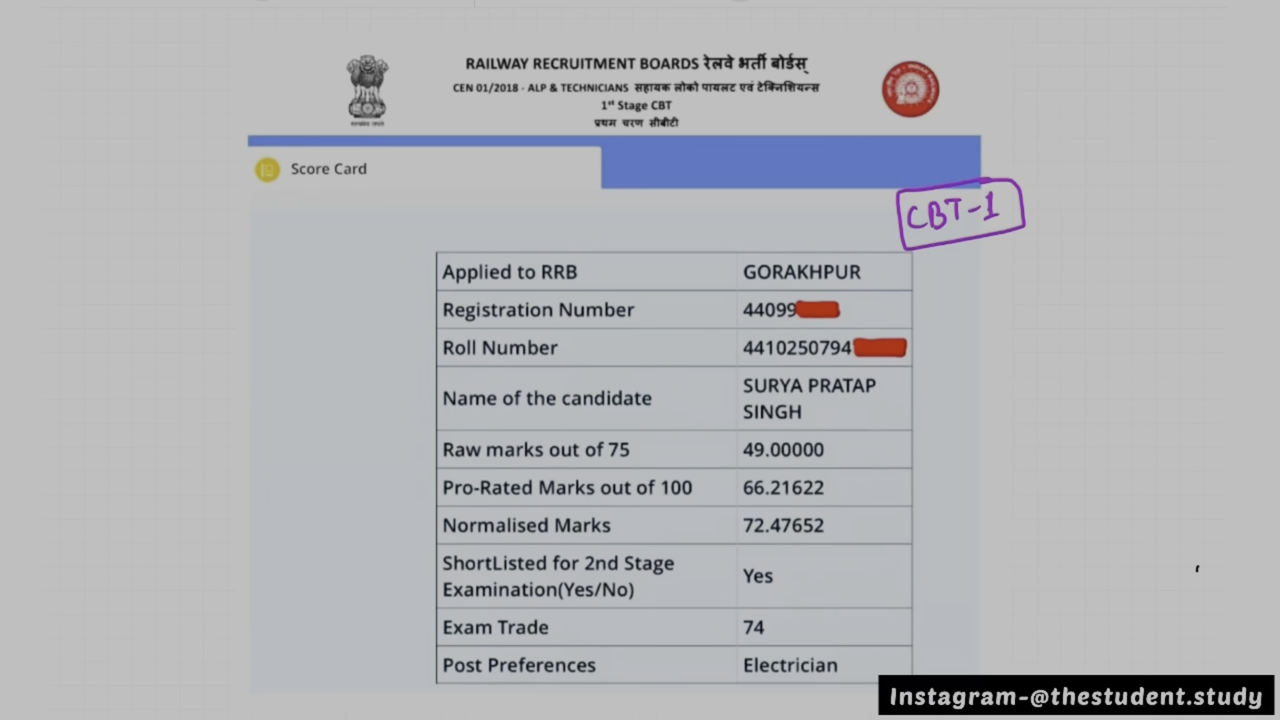 RAILWAY RECRUITMENT BOARDS रेलवे भर्ती बोर्डस्
CEN 01/2018 - ALP & TECHNICIANS सहायक लोको पायलट एवं टेक्निशियन्स
1st Stage CBT
प्रथम चरण सीबीटी
Score Card
CBT-1
Applied to RRB GORAKHPUR
Registration Number 44099
Roll Number 4410250794
Name of the candidate SURYA PRATAP
SINGH
Raw marks out of 75 49.00000
Pro-Rated Marks out of 100 66.21622
Normalised Marks 72.47652
ShortListed for 2nd Stage
Examination(Yes/No) Yes
Exam Trade 74
Post Preferences Electrician
Instagram-@thestudent.study